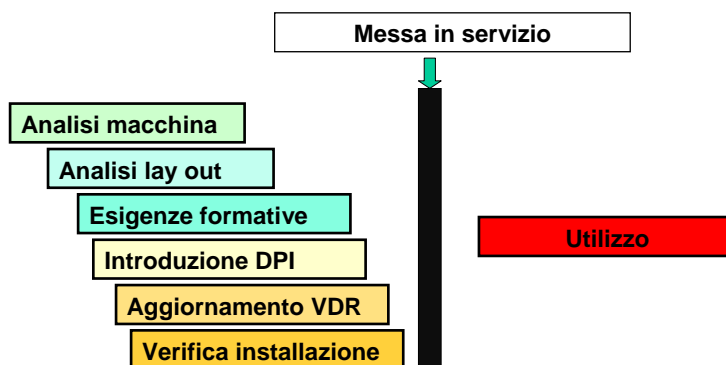 Messa in servizio
Analisi macchina
Analisi lay out
Esigenze formative
Utilizzo
Introduzione DPI
Aggiornamento VDR
Verifica installazione